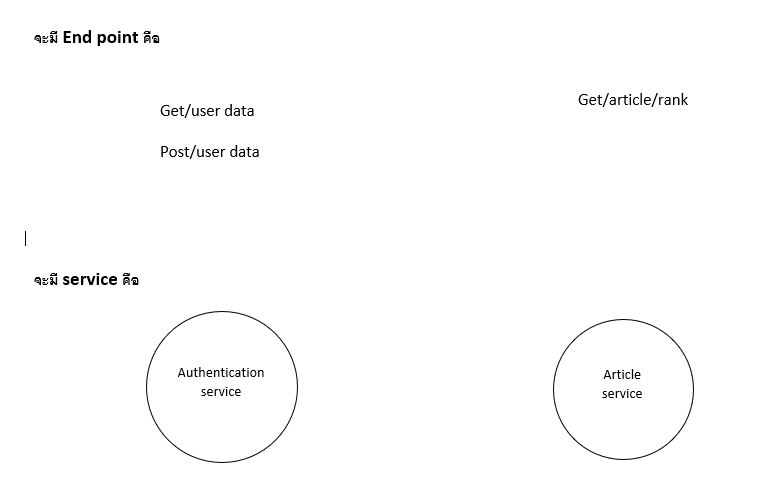 จะมี End point คือ
Get/user data
Get/article/rank
Post/user data
จะมี service คือ
Authentication
service
Article
service